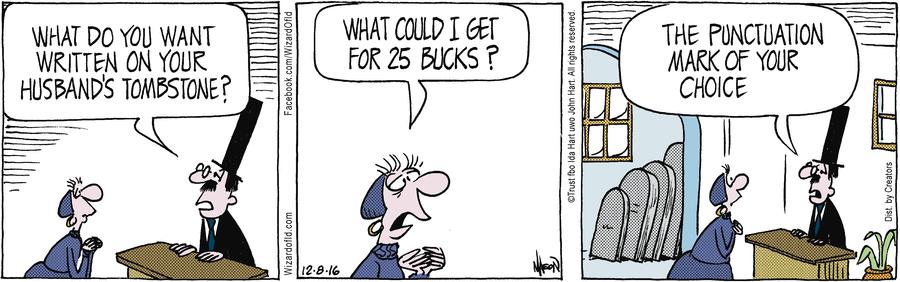 WHAT DO YOU WANT
WRITTEN ON YOUR
HUSBAND'S TOMBSTONE?
Facebook.com/WizardOfId
Wizardofid.com
WHAT COULD I GET
FOR 25 BUCKS?
12-8-16
MASON
©Trust fbo Ida Hart uwo John Hart. All rights reserved.
THE PUNCTUATION
MARK OF YOUR
CHOICE
Dist. by Creators